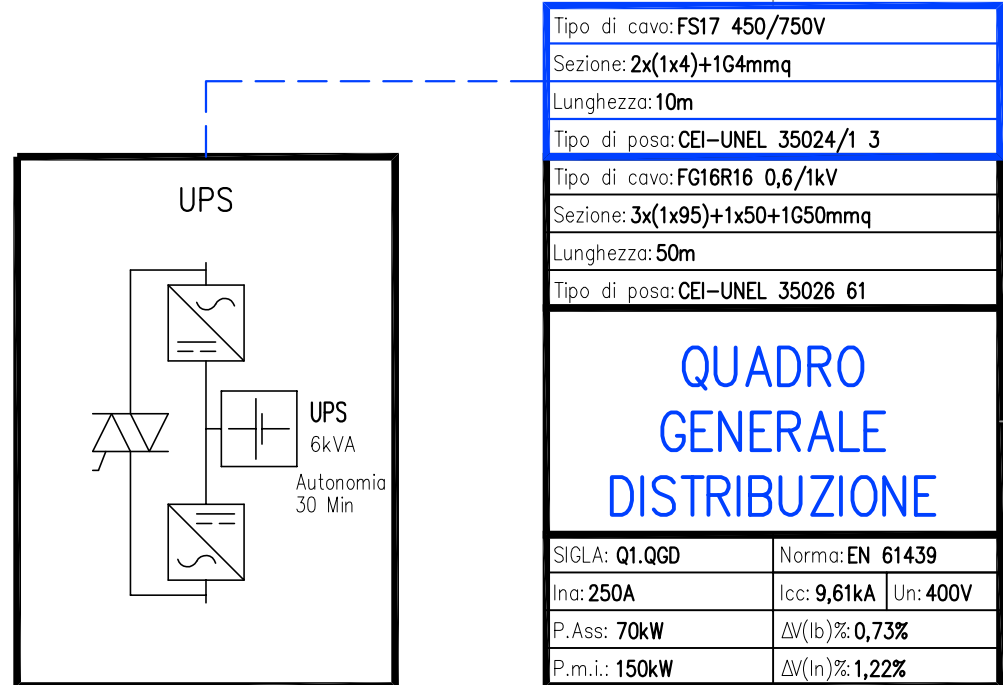 UPS
UPS
6kVA
Autonomia
30 Min
Tipo di cavo: FS17 450/750V
Sezione: 2x(1x4)+1G4mmq
Lunghezza: 10m
Tipo di posa: CEI-UNEL 35024/1 3
Tipo di cavo: FG16R16 0,6/1kV
Sezione: 3x(1x95)+1x50+1G50mmq
Lunghezza: 50m
Tipo di posa: CEI-UNEL 35026 61
QUADRO
GENERALE
DISTRIBUZIONE
SIGLA: Q1.QGD Norma: EN 61439
Ina: 250A Icc: 9,61kA Un: 400V
P.Ass: 70kW ΔV(Ib)%: 0,73%
P.m.i.: 150kW ΔV(In)%: 1,22%